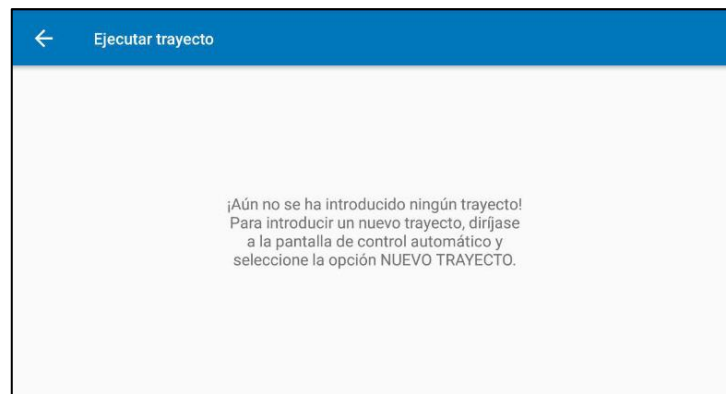 Ejecutar trayecto
¡Aún no se ha introducido ningún trayecto!
Para introducir un nuevo trayecto, diríjase
a la pantalla de control automático y
seleccione la opción NUEVO TRAYECTO.